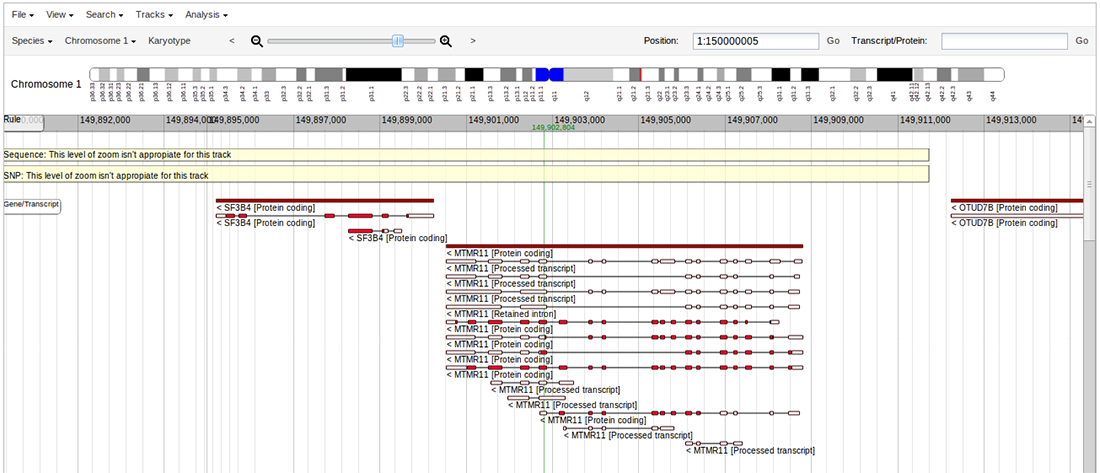 File View Search Tracks Analysis
Species Chromosome 1 Karyotype < > Position: 1:150000005 Go Transcript/Protein: Go
Chromosome 1
p36.33 p36.32 p36.31 p36.23 p36.22 p36.21 p36.13 p36.12 p36.11 p35.3 p35.2 p35.1 p34.3 p34.2 p34.1 p33 p32.3 p32.2 p32.1 p31.3 p31.2 p31.1 p22.3 p22.2 p22.1 p21.3 p21.2 p21.1 p13.3 p13.2 p13.1 p12 p11.2 p11.1 q11 q12 q21.1 q21.2 q21.3 q22 q23.1 q23.2 q23.3 q24.1 q24.2 q24.3 q25.1 q25.2 q25.3 q31.1 q31.2 q31.3 q32.1 q32.2 q32.3 q41 q42.11 q42.12 q42.13 q42.2 q42.3 q43 q44
Rule 149,892,000 149,895,000 149,898,000 149,899,000 149,901,000 149,903,000 149,905,000 149,907,000 149,909,000 149,911,000 149,913,000
149,902,804
Sequence: This level of zoom isn't appropiate for this track
SNP: This level of zoom isn't appropiate for this track
Gene/Transcript
< SF3B4 [Protein coding] < OTUD7B [Protein coding]
< SF3B4 [Protein coding] < OTUD7B [Protein coding]
< SF3B4 [Protein coding]
< MTMR11 [Protein coding]
< MTMR11 [Processed transcript]
< MTMR11 [Protein coding]
< MTMR11 [Processed transcript]
< MTMR11 [Retained intron]
< MTMR11 [Protein coding]
< MTMR11 [Protein coding]
< MTMR11 [Protein coding]
< MTMR11 [Protein coding]
< MTMR11 [Processed transcript]
< MTMR11 [Processed transcript]
< MTMR11 [Protein coding]
< MTMR11 [Processed transcript]
< MTMR11 [Processed transcript]